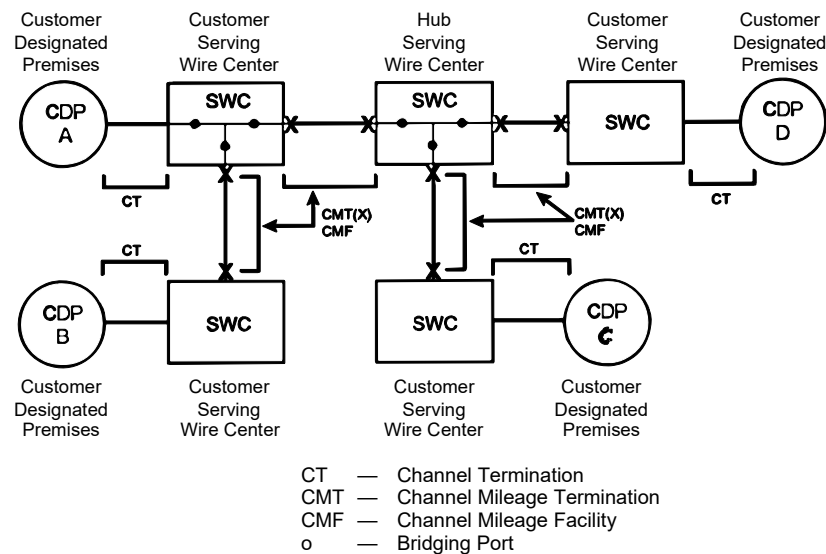 Customer
Designated
Premises
Customer
Serving
Wire Center
Hub
Serving
Wire Center
Customer
Serving
Wire Center
Customer
Designated
Premises
CDP
A
SWC
SWC
SWC
CDP
D
CT
CMT(X)
CMF
CMT(X)
CMF
CT
CT
CT
CDP
B
SWC
SWC
CDP
C
Customer
Designated
Premises
Customer
Serving
Wire Center
Customer
Serving
Wire Center
Customer
Designated
Premises
CT — Channel Termination
CMT — Channel Mileage Termination
CMF — Channel Mileage Facility
o — Bridging Port